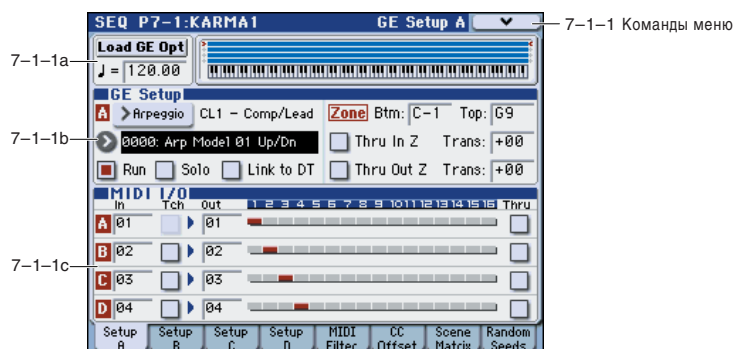 SEQ P7-1:KARMA1 GE Setup A
7–1–1 Команды меню
Load GE Opt
7–1–1a
♩ = 120.00
GE Setup
A Arpeggio CL1 - Comp/Lead Zone Btm: C-1 Top: G9
7–1–1b
0000: Arp Model 01 Up/Dn Thru In Z Trans: +00
Run Solo Link to DT Thru Out Z Trans: +00
MIDI I/O
In Tch Out 1 2 3 4 5 6 7 8 9 10 11 12 13 14 15 16 Thru
A 01 01
B 02 02
7–1–1c
C 03 03
D 04 04
Setup A Setup B Setup C Setup D MIDI Filter CC Offset Scene Matrix Random Seeds